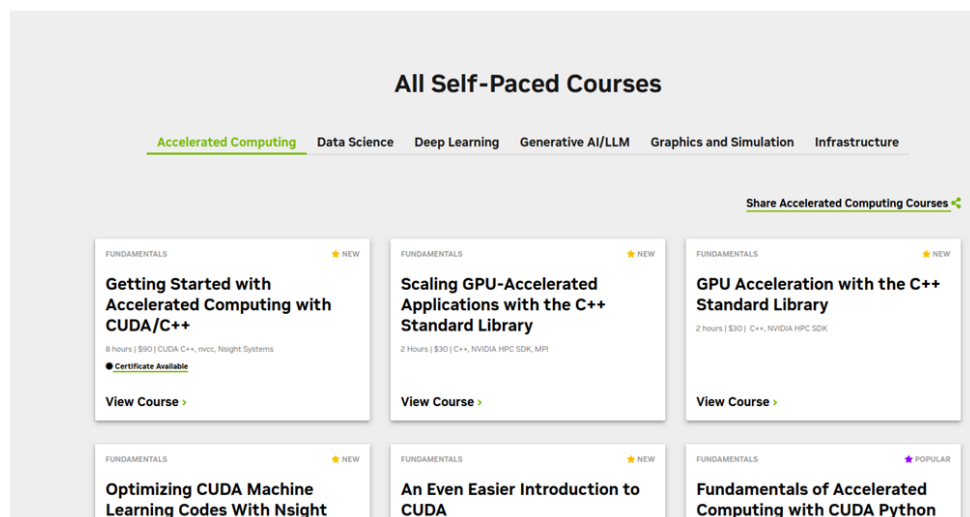 All Self-Paced Courses
Accelerated Computing Data Science Deep Learning Generative AI/LLM Graphics and Simulation Infrastructure
Share Accelerated Computing Courses
FUNDAMENTALS NEW
Getting Started with
Accelerated Computing with
CUDA/C++
8 hours | $90 | CUDA C++, nvcc, Nsight Systems
Certificate Available
View Course >
FUNDAMENTALS NEW
Scaling GPU-Accelerated
Applications with the C++
Standard Library
2 Hours | $30 | C++, NVIDIA HPC SDK, MPI
View Course >
FUNDAMENTALS NEW
GPU Acceleration with the C++
Standard Library
2 hours | $30 | C++, NVIDIA HPC SDK
View Course >
FUNDAMENTALS NEW
Optimizing CUDA Machine
Learning Codes With Nsight
FUNDAMENTALS NEW
An Even Easier Introduction to
CUDA
FUNDAMENTALS POPULAR
Fundamentals of Accelerated
Computing with CUDA Python